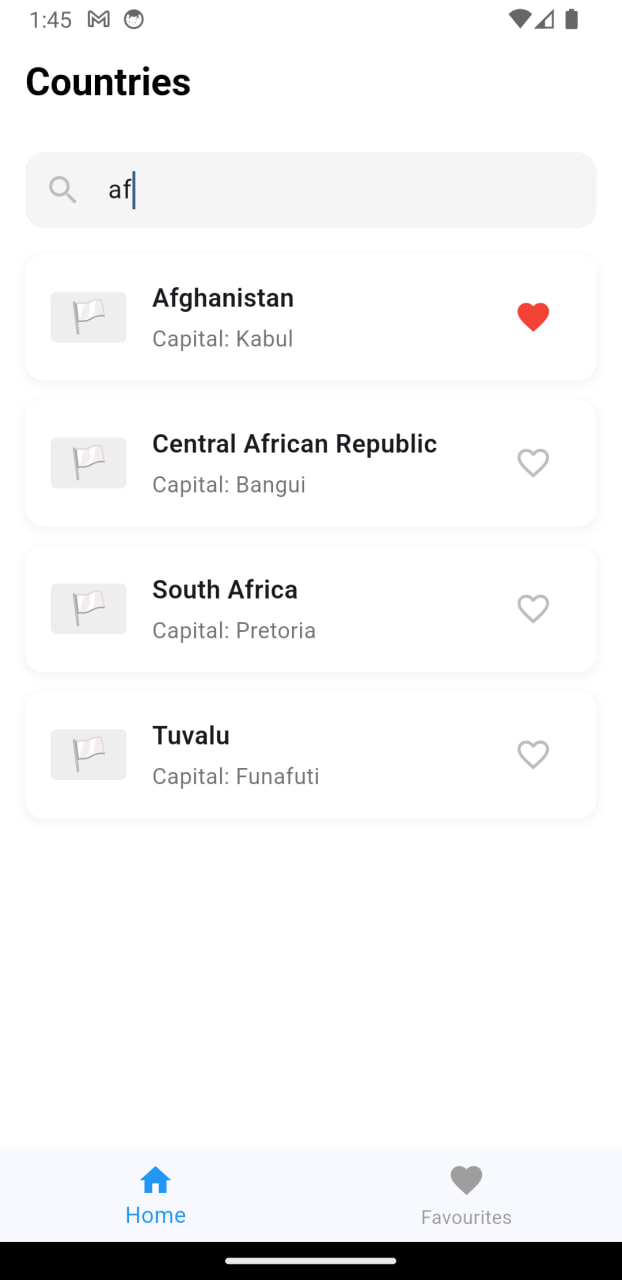 1:45
Countries
af
Afghanistan
Capital: Kabul
Central African Republic
Capital: Bangui
South Africa
Capital: Pretoria
Tuvalu
Capital: Funafuti
Home
Favourites